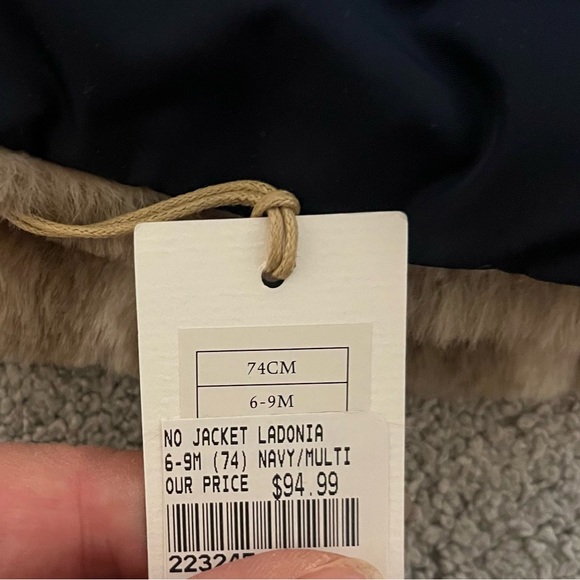 74CM
6-9M
NO JACKET LADONIA
6-9M (74) NAVY/MULTI
OUR PRICE $94.99